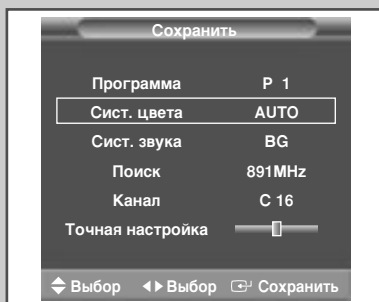 Сохранить
Программа P 1
Сист. цвета AUTO
Сист. звука BG
Поиск 891MHz
Канал C 16
Точная настройка
Выбор Выбор Сохранить